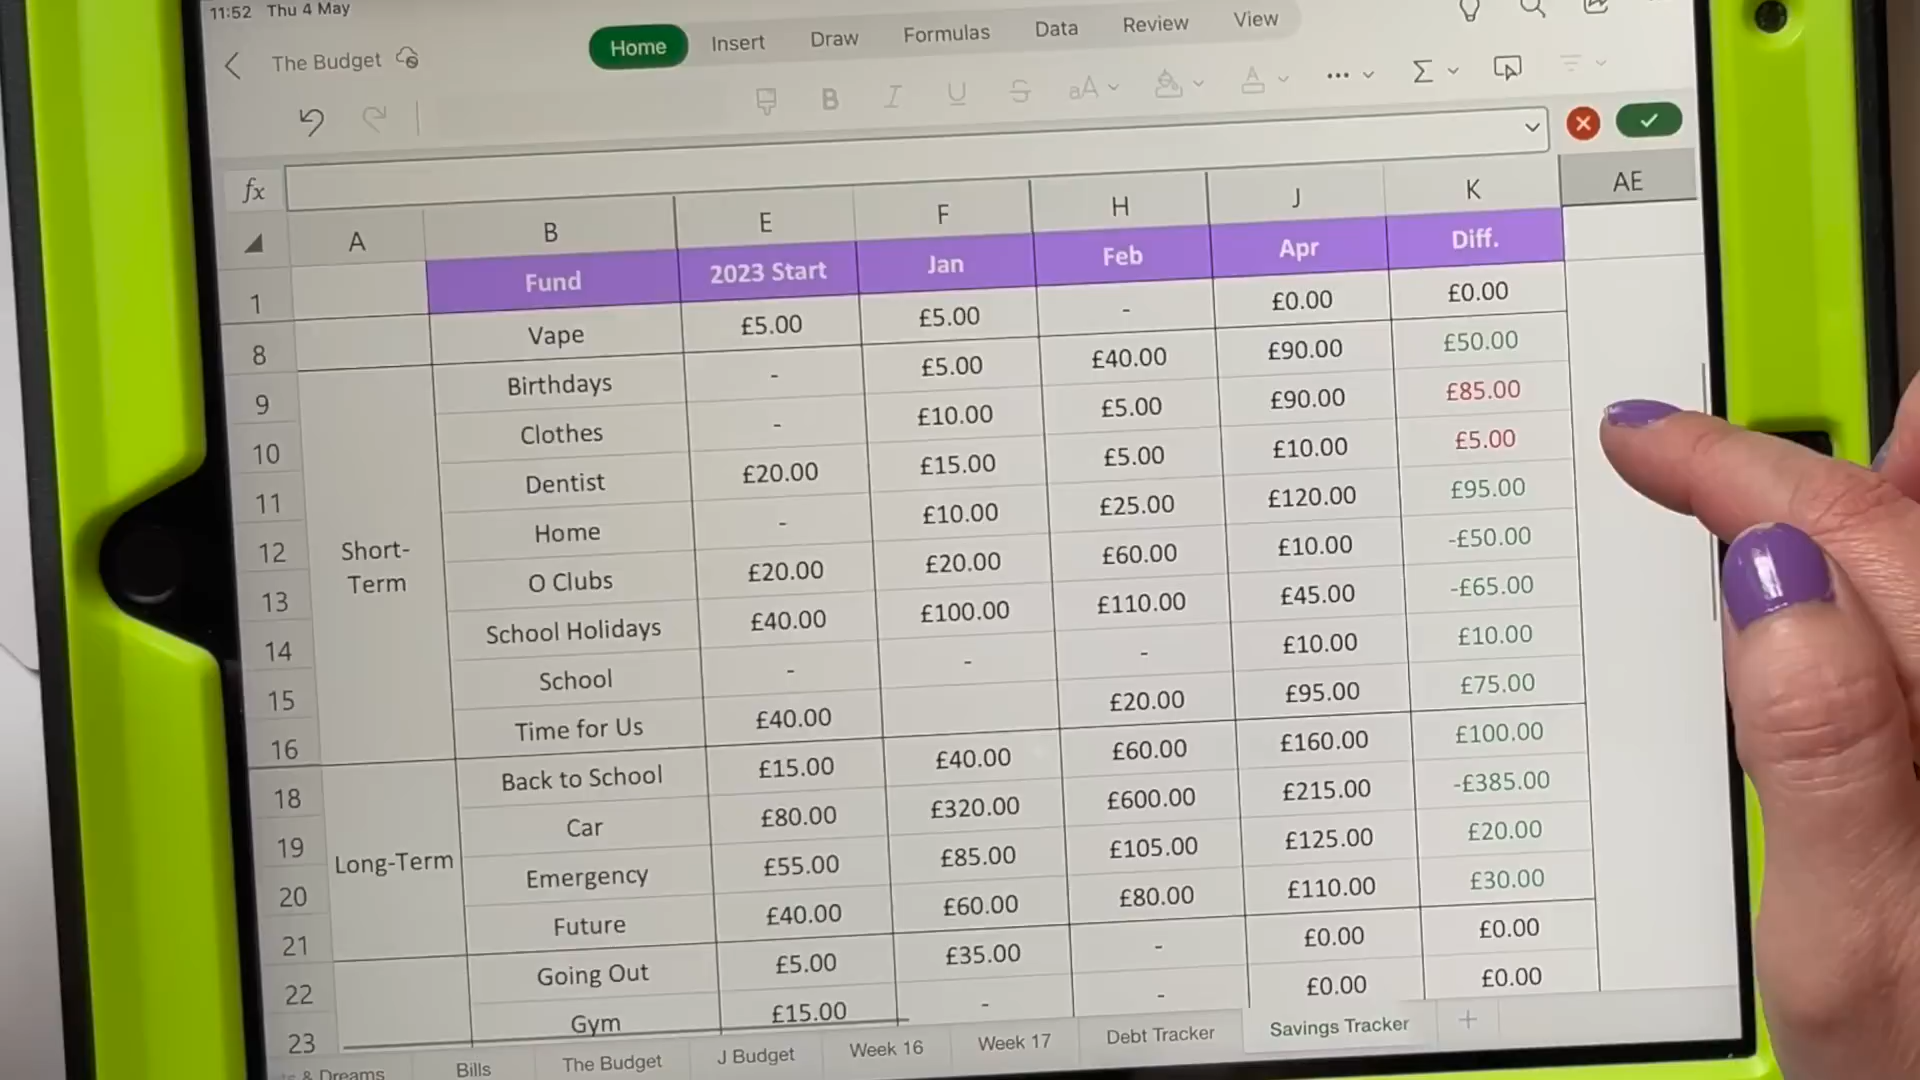 11:52 Thu 4 May
The Budget
Home Insert Draw Formulas Data Review View
B I U S aA A ... Σ
fx
A B E F H J K AE
1 Fund 2023 Start Jan Feb Apr Diff.
8 Vape £5.00 £5.00 - £0.00 £0.00
9 Birthdays - £5.00 £40.00 £90.00 £50.00
10 Clothes - £10.00 £5.00 £90.00 £85.00
11 Dentist £20.00 £15.00 £5.00 £10.00 £5.00
12 Home - £10.00 £25.00 £120.00 £95.00
Short-
Term
13 O Clubs £20.00 £20.00 £60.00 £10.00 -£50.00
14 School Holidays £40.00 £100.00 £110.00 £45.00 -£65.00
15 School - - - £10.00 £10.00
16 Time for Us £40.00 £20.00 £95.00 £75.00
18 Back to School £15.00 £40.00 £60.00 £160.00 £100.00
19 Car £80.00 £320.00 £600.00 £215.00 -£385.00
Long-Term
20 Emergency £55.00 £85.00 £105.00 £125.00 £20.00
21 Future £40.00 £60.00 £80.00 £110.00 £30.00
22 Going Out £5.00 £35.00 - £0.00 £0.00
23 Gym £15.00 - - £0.00 £0.00
& Dreams Bills The Budget J Budget Week 16 Week 17 Debt Tracker Savings Tracker +